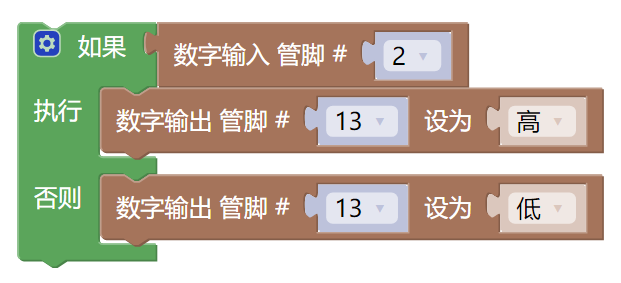 如果 数字输入 管脚 # 2
执行 数字输出 管脚 # 13 设为 高
否则 数字输出 管脚 # 13 设为 低